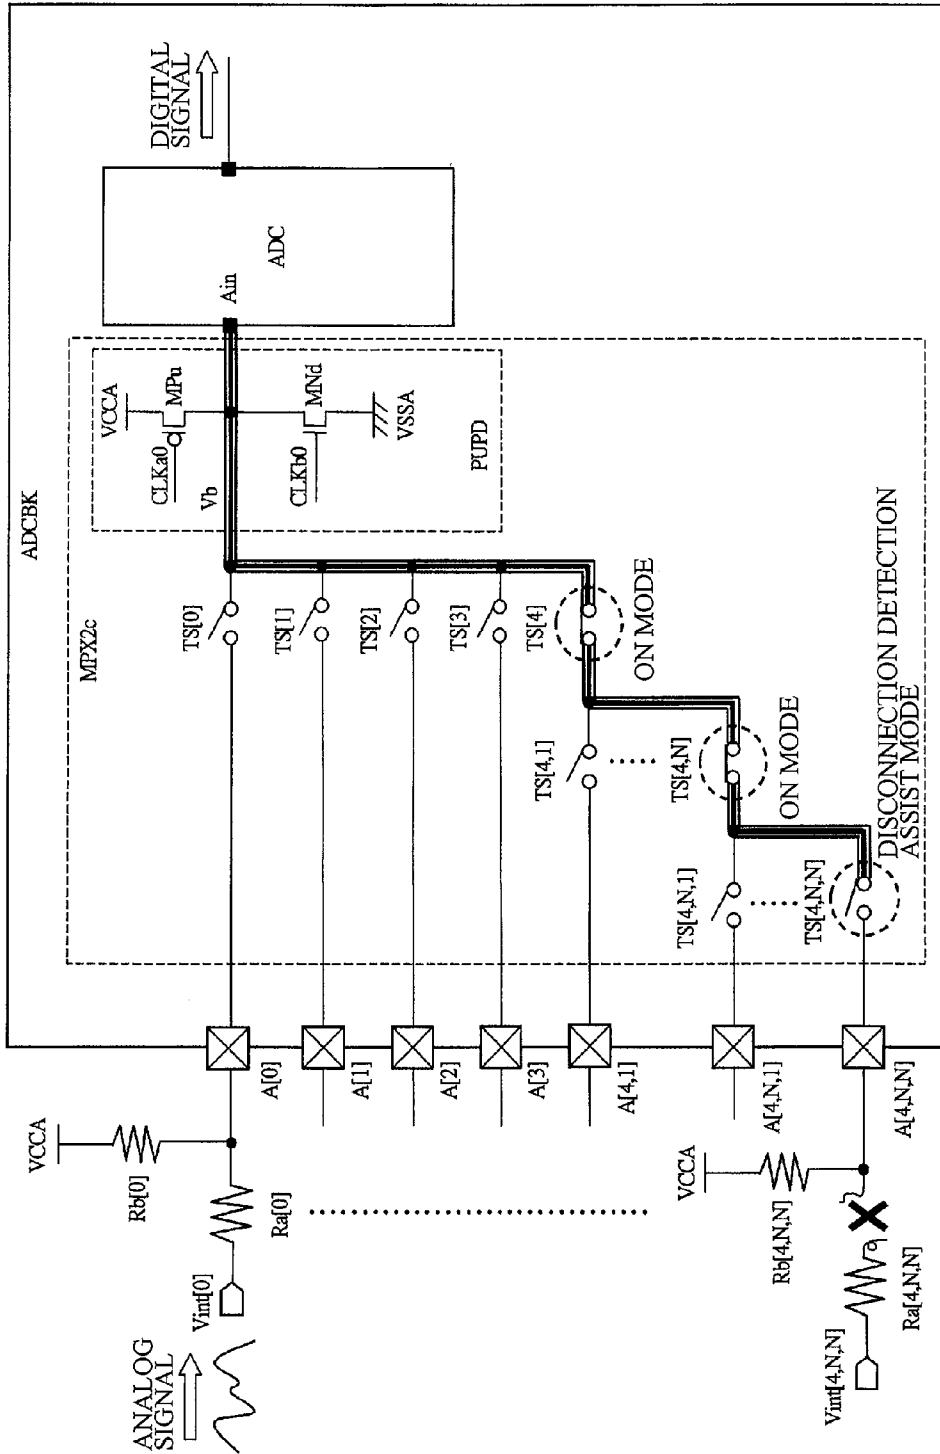 ADCBK
MPX2c
ANALOG
SIGNAL
Vint[0]
Ra[0]
Rb[0]
VCCA
A[0]
A[1]
A[2]
A[3]
A[4,1]
A[4,N,1]
A[4,N,N]
VCCA
Rb[4,N,N]
Ra[4,N,N]
Vint[4,N,N]
TS[0]
TS[1]
TS[2]
TS[3]
TS[4]
ON MODE
TS[4,1]
TS[4,N]
ON MODE
TS[4,N,1]
TS[4,N,N]
DISCONNECTION DETECTION
ASSIST MODE
Vb
CLKa0
VCCA
MPu
CLKb0
MNd
VSSA
PUPD
Ain
ADC
DIGITAL
SIGNAL